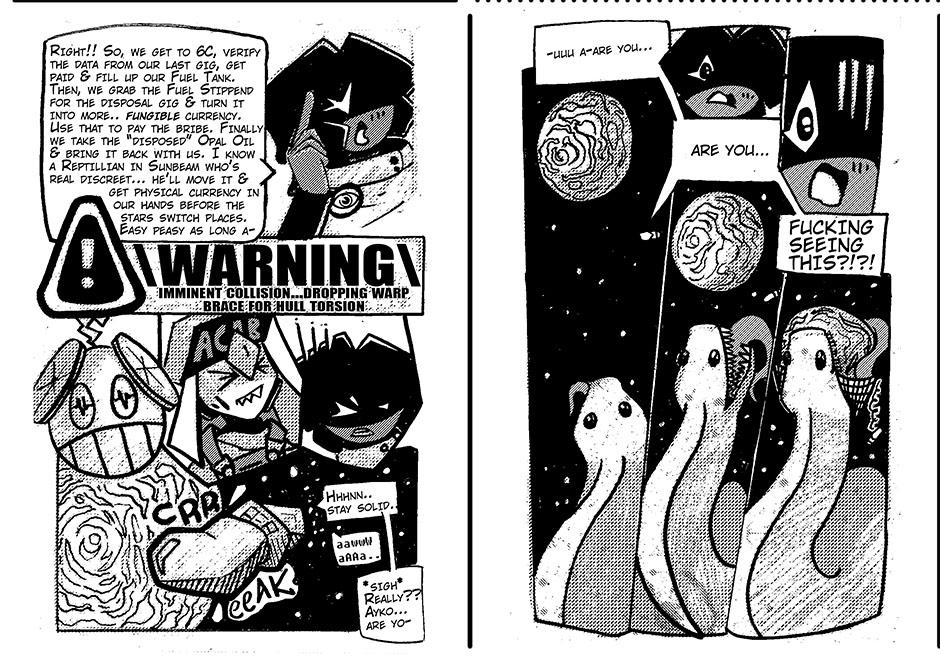 Right!! So, we get to 6C, verify
the data from our last gig, get
paid & fill up our Fuel Tank.
Then, we grab the Fuel Stippend
for the disposal gig & turn it
into more.. fungible currency.
Use that to pay the bribe. Finally
we take the "disposed" Opal Oil
& bring it back with us. I know
a Reptillian in Sunbeam who's
real discreet... he'll move it &
get physical currency in
our hands before the
stars switch places.
Easy peasy as long a-
!
\WARNING\
IMMINENT COLLISION...DROPPING WARP
BRACE FOR HULL TORSION
ACAB
CRR
eeAK
Hhhnn..
stay solid..
aawww
aAAa..
*sigh*
Really??
Ayko...
are yo-
-uuu a-are you...
are you...
FUCKING
SEEING
THIS?!?!